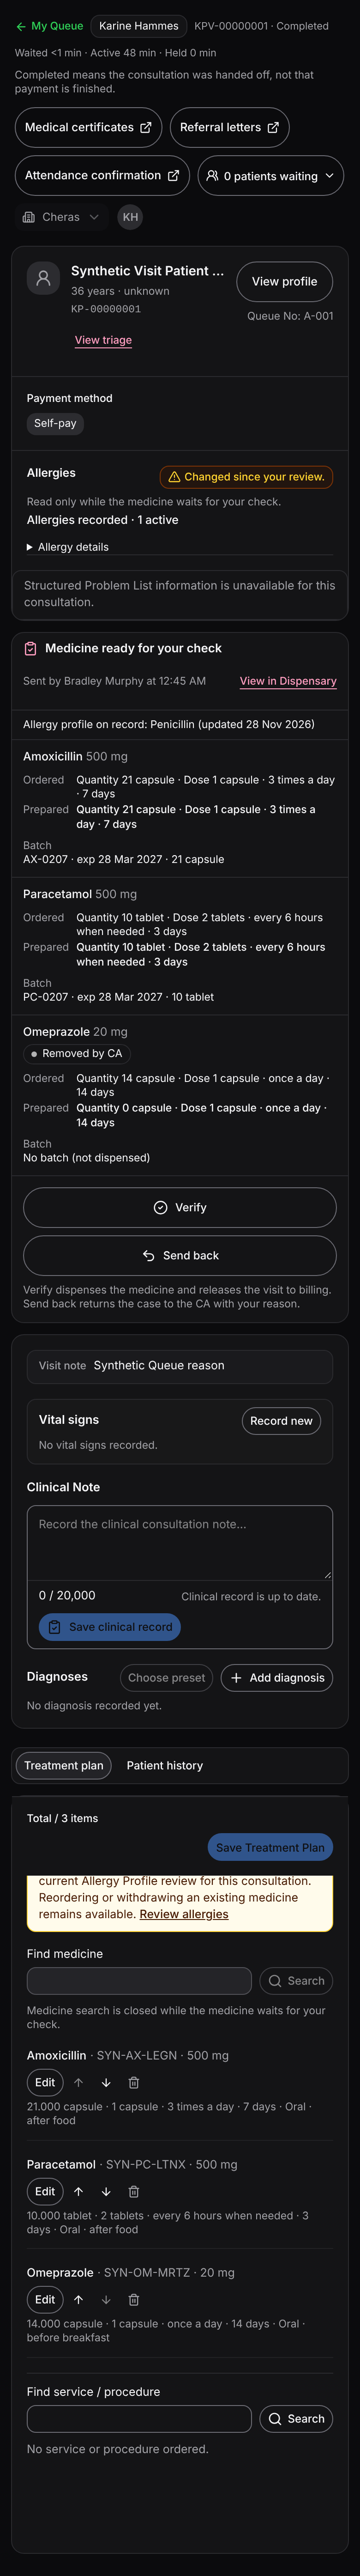 My Queue Karine Hammes KPV-00000001 · Completed
Waited <1 min · Active 48 min · Held 0 min
Completed means the consultation was handed off, not that
payment is finished.
Medical certificates Referral letters
Attendance confirmation 0 patients waiting
Cheras KH
Synthetic Visit Patient ... View profile
36 years · unknown
KP-00000001 Queue No: A-001
View triage
Payment method
Self-pay
Allergies Changed since your review.
Read only while the medicine waits for your check.
Allergies recorded · 1 active
Allergy details
Structured Problem List information is unavailable for this
consultation.
Medicine ready for your check
Sent by Bradley Murphy at 12:45 AM View in Dispensary
Allergy profile on record: Penicillin (updated 28 Nov 2026)
Amoxicillin 500 mg
Ordered Quantity 21 capsule · Dose 1 capsule · 3 times a day
· 7 days
Prepared Quantity 21 capsule · Dose 1 capsule · 3 times a
day · 7 days
Batch
AX-0207 · exp 28 Mar 2027 · 21 capsule
Paracetamol 500 mg
Ordered Quantity 10 tablet · Dose 2 tablets · every 6 hours
when needed · 3 days
Prepared Quantity 10 tablet · Dose 2 tablets · every 6 hours
when needed · 3 days
Batch
PC-0207 · exp 28 Mar 2027 · 10 tablet
Omeprazole 20 mg
Removed by CA
Ordered Quantity 14 capsule · Dose 1 capsule · once a day ·
14 days
Prepared Quantity 0 capsule · Dose 1 capsule · once a day ·
14 days
Batch
No batch (not dispensed)
Verify
Send back
Verify dispenses the medicine and releases the visit to billing.
Send back returns the case to the CA with your reason.
Visit note Synthetic Queue reason
Vital signs Record new
No vital signs recorded.
Clinical Note
Record the clinical consultation note...
0 / 20,000 Clinical record is up to date.
Save clinical record
Diagnoses Choose preset Add diagnosis
No diagnosis recorded yet.
Treatment plan Patient history
Total / 3 items
Save Treatment Plan
current Allergy Profile review for this consultation.
Reordering or withdrawing an existing medicine
remains available. Review allergies
Find medicine
Search
Medicine search is closed while the medicine waits for your
check.
Amoxicillin · SYN-AX-LEGN · 500 mg
Edit
21.000 capsule · 1 capsule · 3 times a day · 7 days · Oral ·
after food
Paracetamol · SYN-PC-LTNX · 500 mg
Edit
10.000 tablet · 2 tablets · every 6 hours when needed · 3
days · Oral · after food
Omeprazole · SYN-OM-MRTZ · 20 mg
Edit
14.000 capsule · 1 capsule · once a day · 14 days · Oral ·
before breakfast
Find service / procedure
Search
No service or procedure ordered.